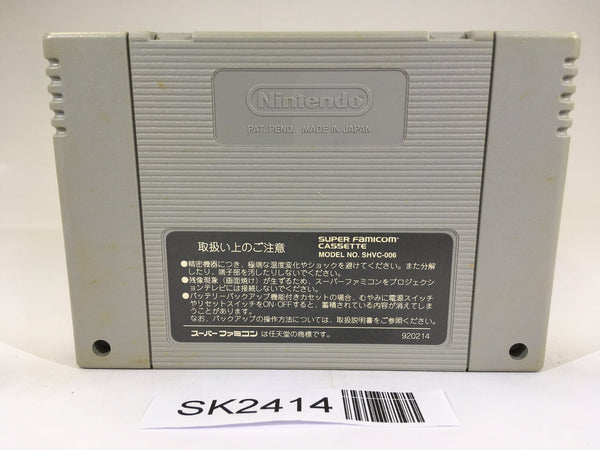 Nintendo
PAT. PEND. MADE IN JAPAN
取扱い上のご注意
SUPER FAMICOM
CASSETTE
MODEL NO. SHVC-006
●精密機器につき、極端な温度変化やショックを避けてください。また分解
したり、端子部を汚したりしないでください。
●残像現象(画面焼け)が生ずるため、スーパーファミコンをプロジェクシ
ョンテレビには接続しないでください。
●バッテリーバックアップ機能付きカセットの場合、むやみに電源スイッチ
やリセットスイッチをON・OFFすると、蓄積されている内容が消えてしま
うことがあります。
なお、バックアップの操作方法については、取扱説明書をご参照ください。
スーパーファミコンは任天堂の商標です。
920214
SK2414